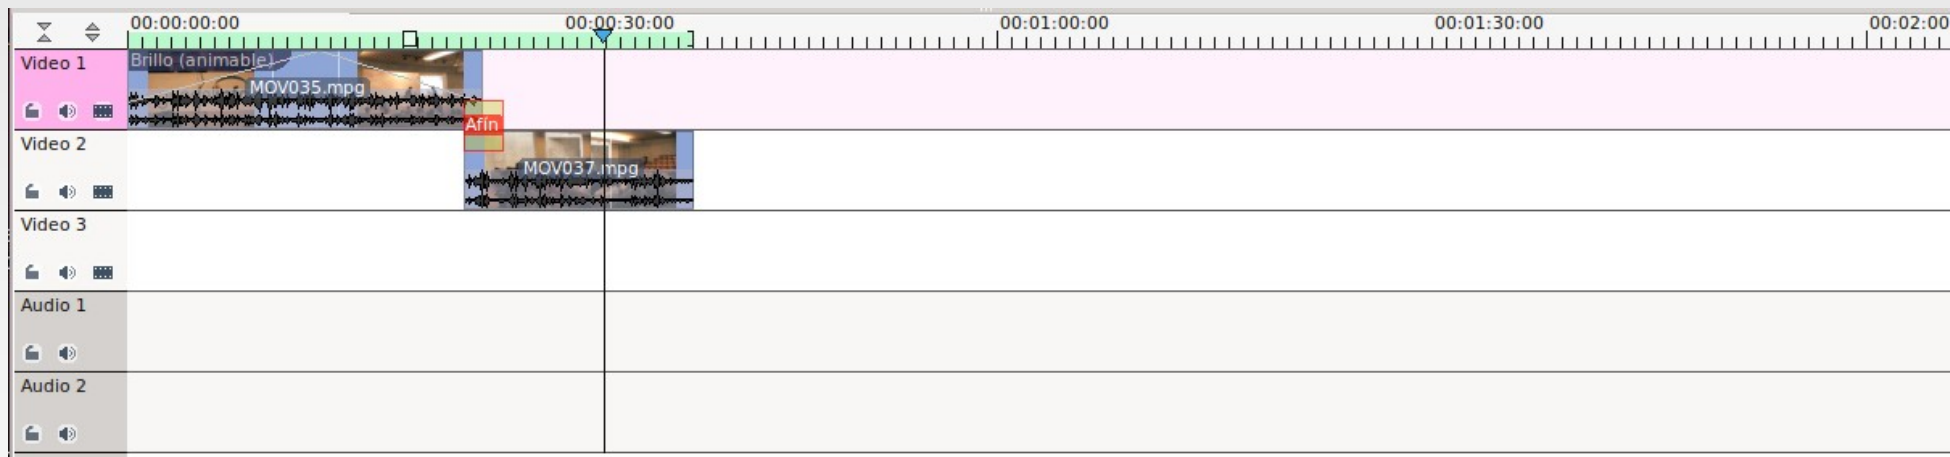 00:00:00:00 00:00:30:00 00:01:00:00 00:01:30:00 00:02:00
Video 1
Brillo (animable)
MOV035.mpg
Afín
Video 2
MOV037.mpg
Video 3
Audio 1
Audio 2